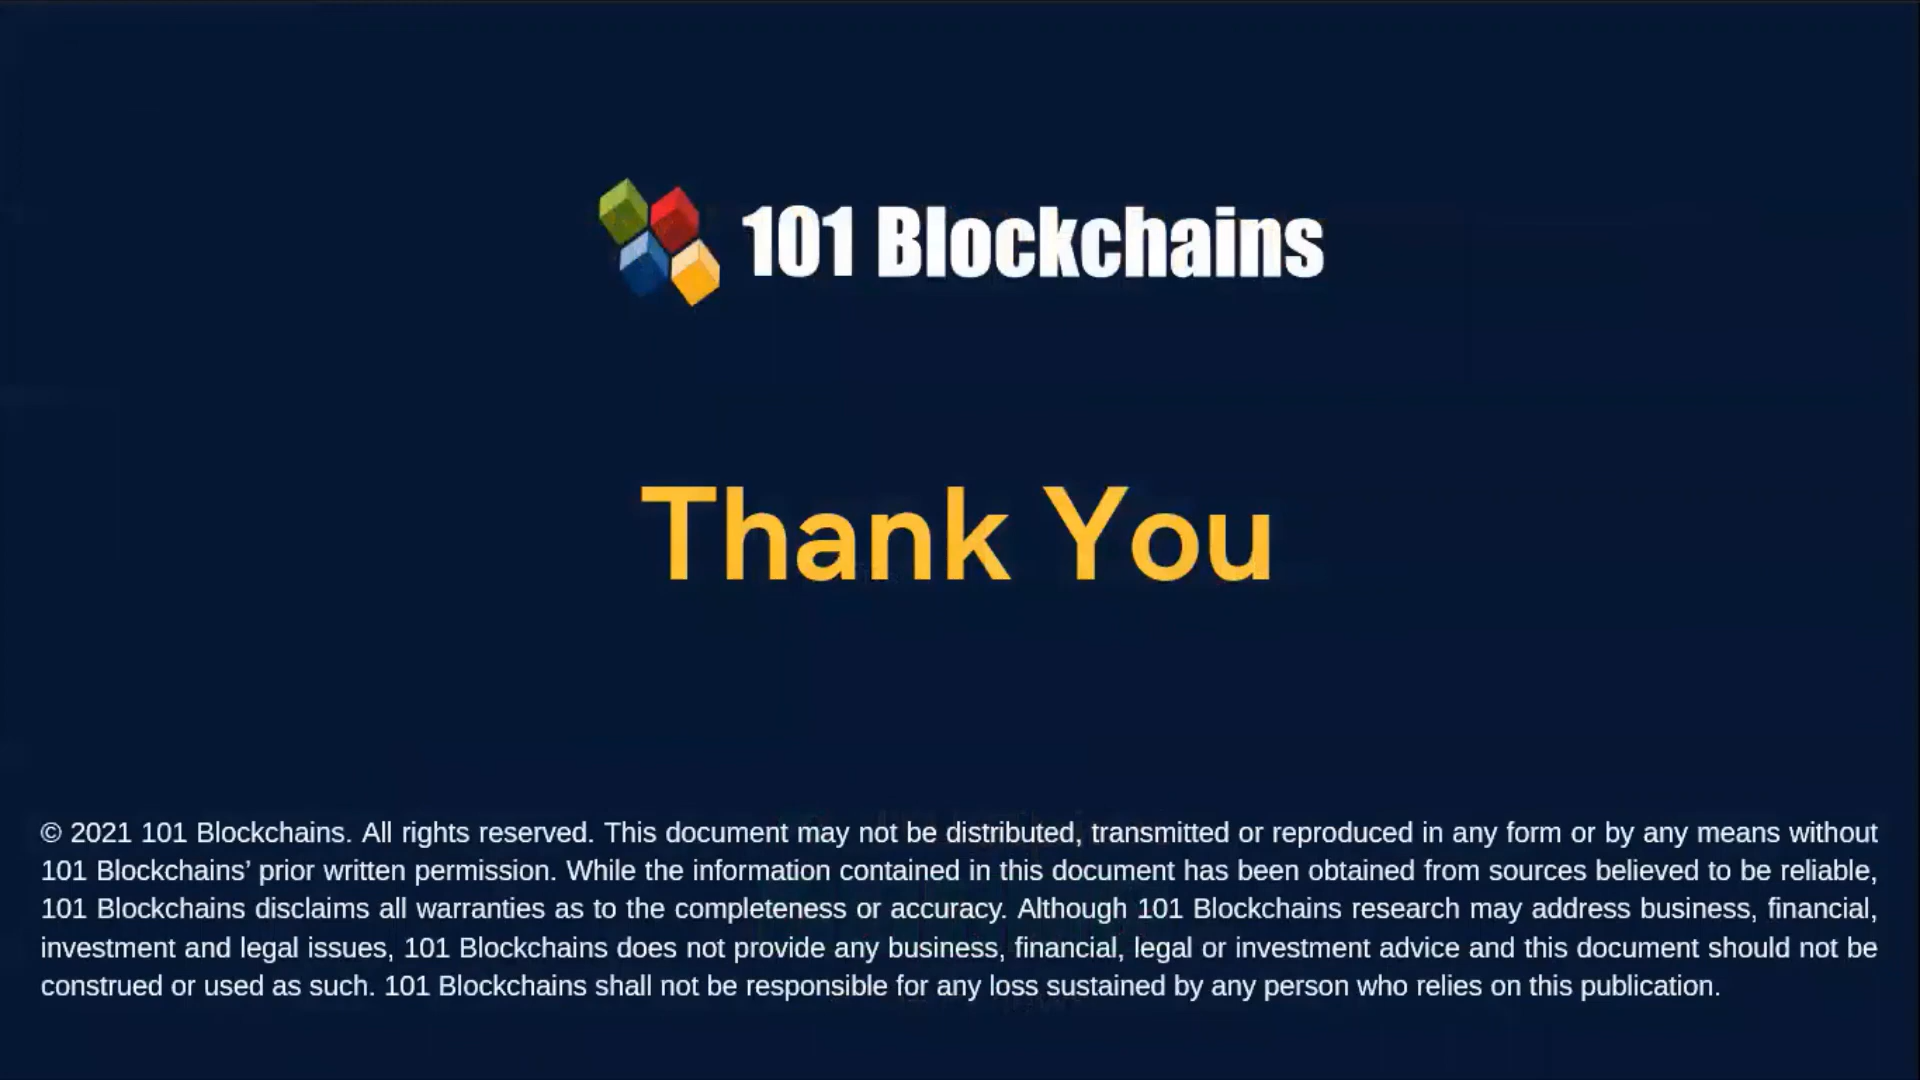 101 Blockchains
Thank You
© 2021 101 Blockchains. All rights reserved. This document may not be distributed, transmitted or reproduced in any form or by any means without
101 Blockchains’ prior written permission. While the information contained in this document has been obtained from sources believed to be reliable,
101 Blockchains disclaims all warranties as to the completeness or accuracy. Although 101 Blockchains research may address business, financial,
investment and legal issues, 101 Blockchains does not provide any business, financial, legal or investment advice and this document should not be
construed or used as such. 101 Blockchains shall not be responsible for any loss sustained by any person who relies on this publication.